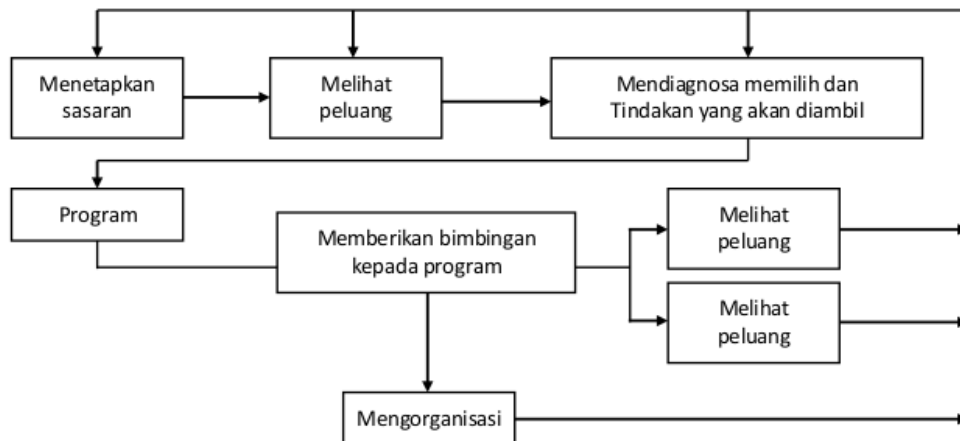 Menetapkan
sasaran
Melihat
peluang
Mendiagnosa memilih dan
Tindakan yang akan diambil
Program
Memberikan bimbingan
kepada program
Melihat
peluang
Melihat
peluang
Mengorganisasi